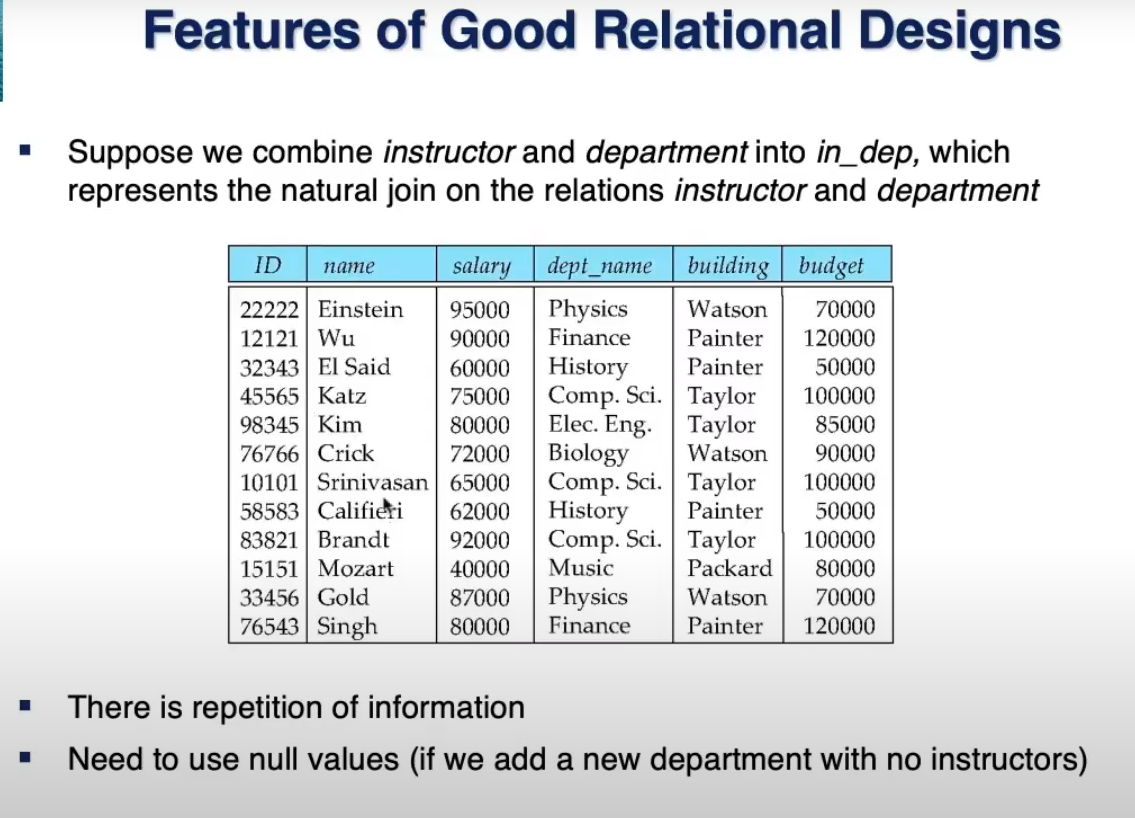 Features of Good Relational Designs
▪ Suppose we combine instructor and department into in_dep, which
represents the natural join on the relations instructor and department
ID name salary dept_name building budget
22222 Einstein 95000 Physics Watson 70000
12121 Wu 90000 Finance Painter 120000
32343 El Said 60000 History Painter 50000
45565 Katz 75000 Comp. Sci. Taylor 100000
98345 Kim 80000 Elec. Eng. Taylor 85000
76766 Crick 72000 Biology Watson 90000
10101 Srinivasan 65000 Comp. Sci. Taylor 100000
58583 Califieri 62000 History Painter 50000
83821 Brandt 92000 Comp. Sci. Taylor 100000
15151 Mozart 40000 Music Packard 80000
33456 Gold 87000 Physics Watson 70000
76543 Singh 80000 Finance Painter 120000
▪ There is repetition of information
▪ Need to use null values (if we add a new department with no instructors)